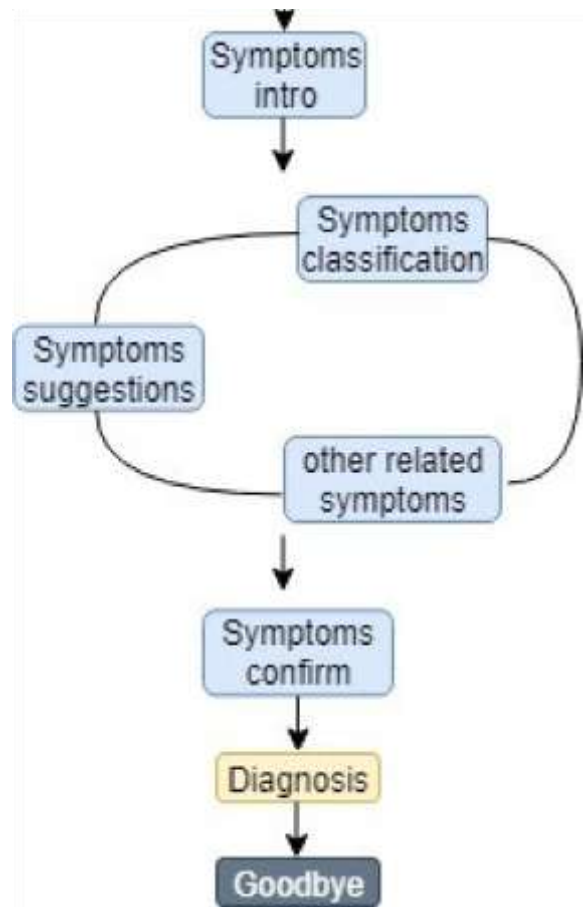 Symptoms
intro
Symptoms
classification
Symptoms
suggestions
other related
symptoms
Symptoms
confirm
Diagnosis
Goodbye